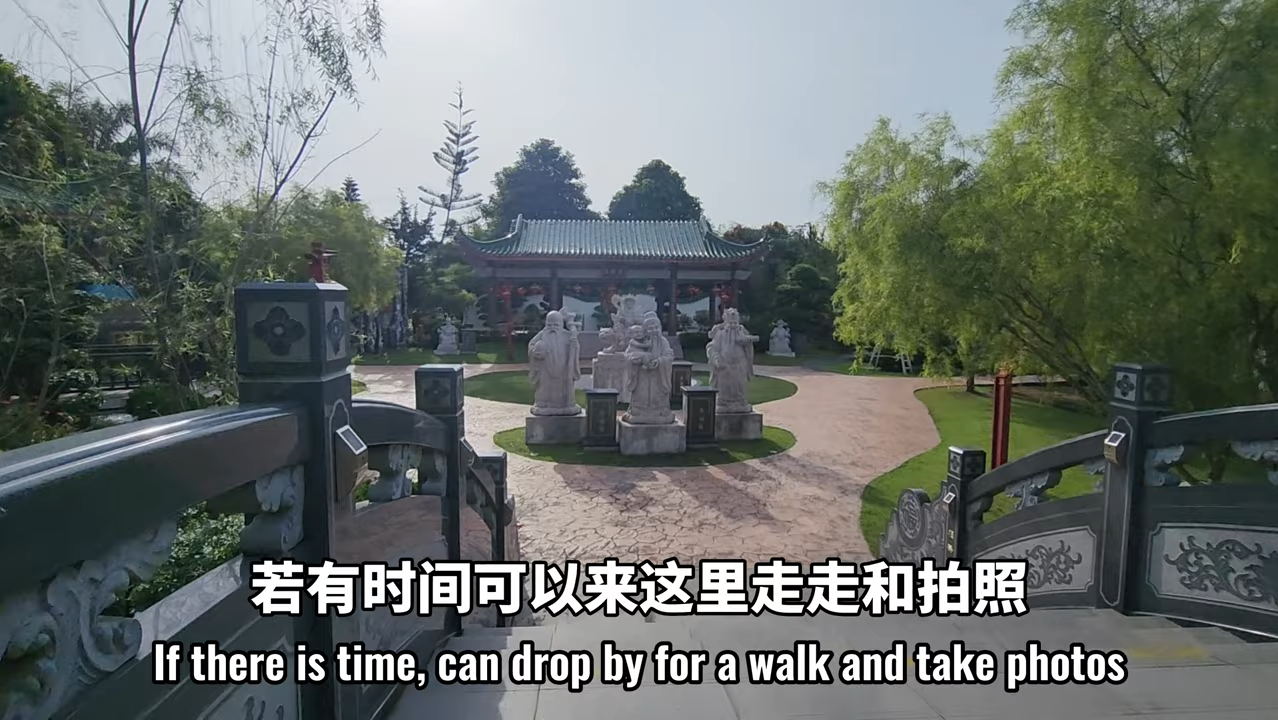 若有时间可以来这里走走和拍照
If there is time, can drop by for a walk and take photos